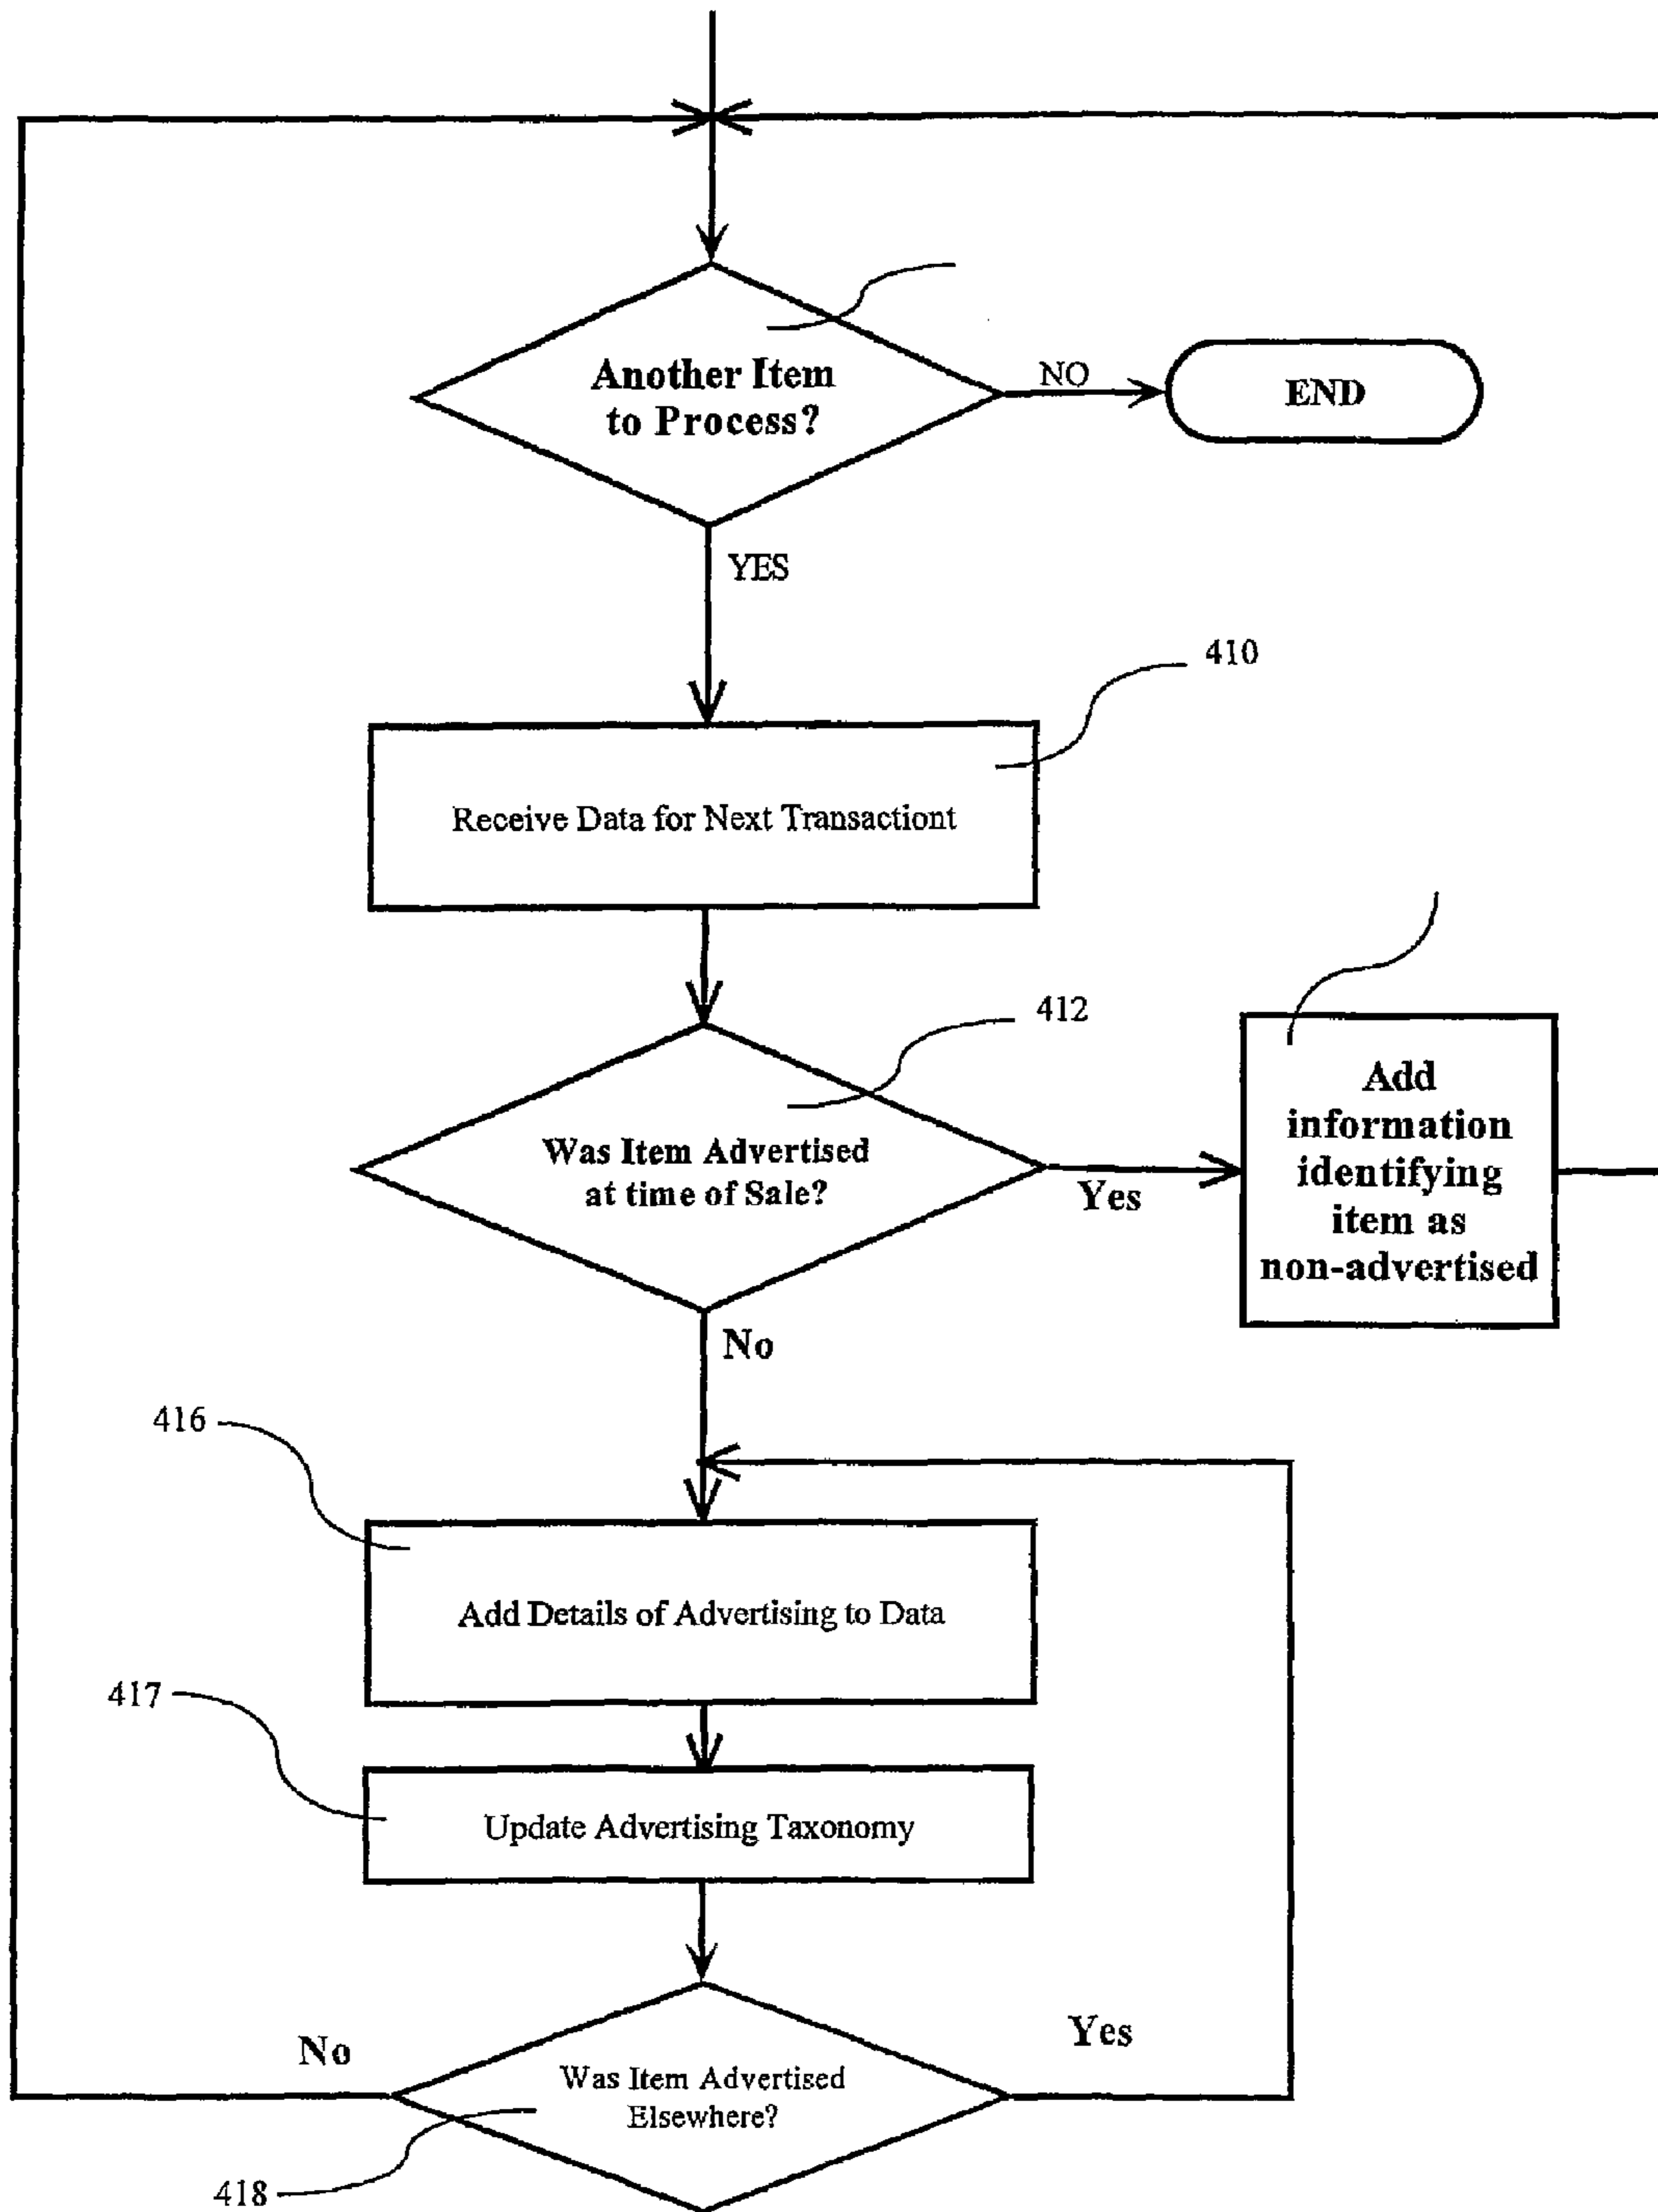 Another Item
to Process?
NO
END
YES
410
Receive Data for Next Transactiont
412
Was Item Advertised
at time of Sale?
Yes
Add
information
identifying
item as
non-advertised
No
416
Add Details of Advertising to Data
417
Update Advertising Taxonomy
No
Yes
Was Item Advertised
Elsewhere?
418